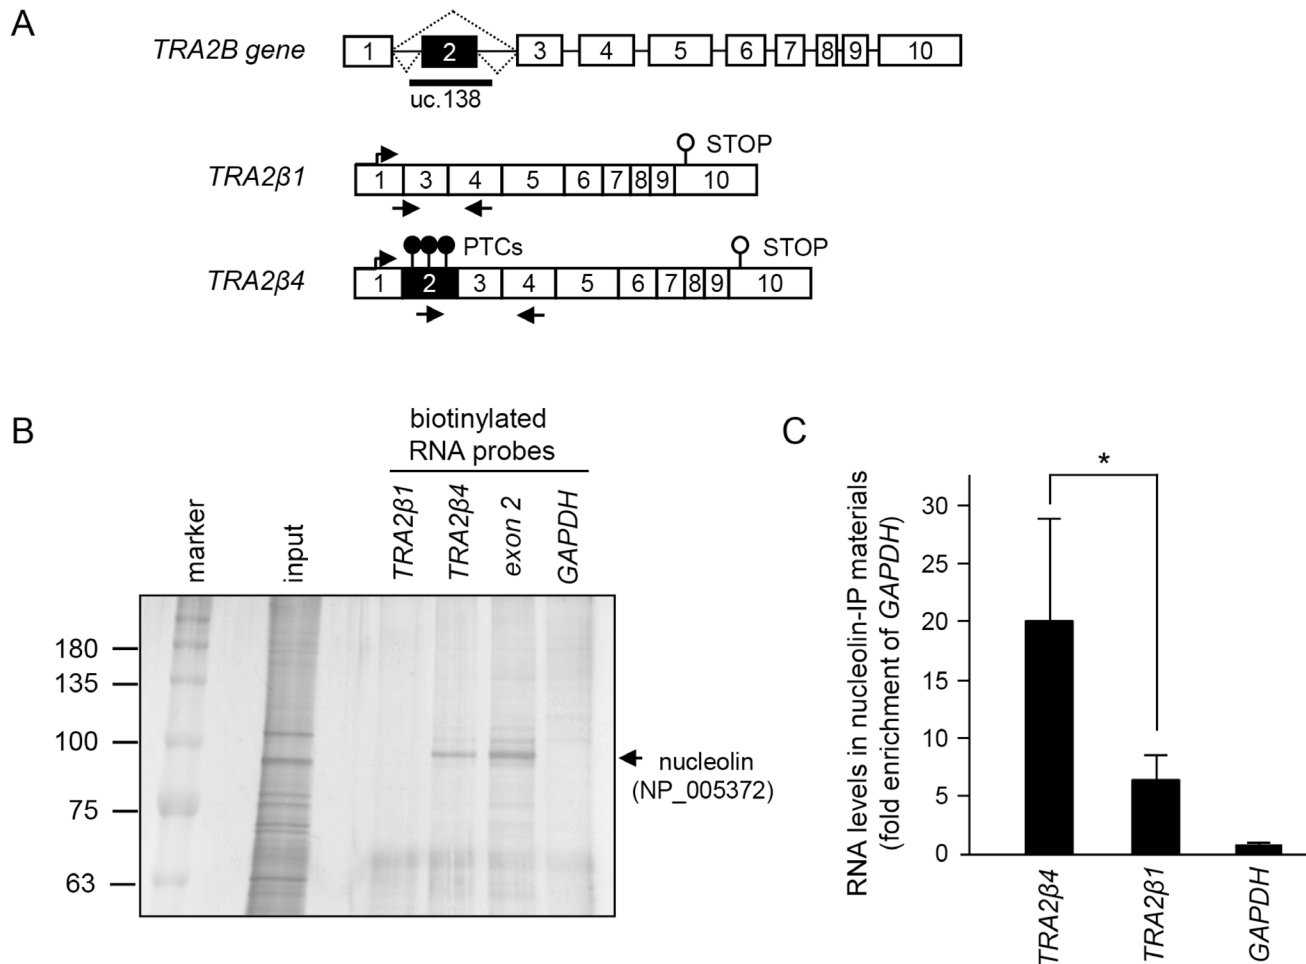 A
TRA2B gene
1 2 3 4 5 6 7 8 9 10
uc.138
STOP
TRA2β1
1 3 4 5 6 7 8 9 10
PTCs
STOP
TRA2β4
1 2 3 4 5 6 7 8 9 10
B
biotinylated
RNA probes
marker
input
TRA2β1
TRA2β4
exon 2
GAPDH
180
135
100
75
63
nucleolin
(NP_005372)
C
RNA levels in nucleolin-IP materials
(fold enrichment of GAPDH)
*
30
25
20
15
10
5
0
TRA2β4
TRA2β1
GAPDH